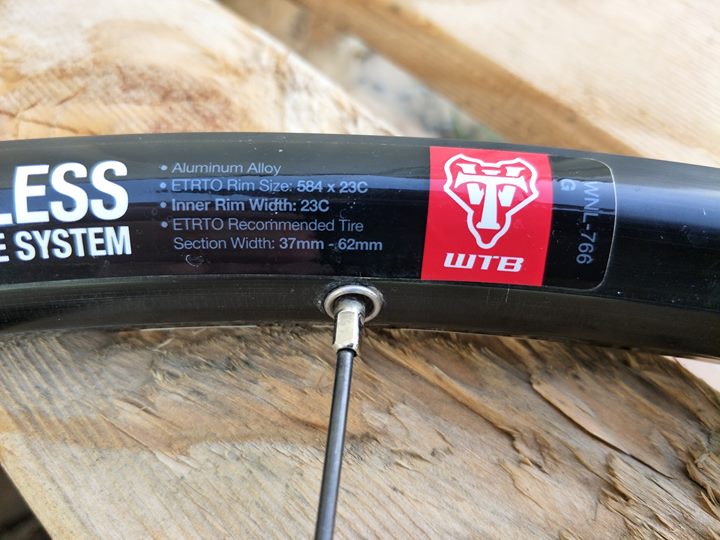 LESS
E SYSTEM
• Aluminum Alloy
• ETRTO Rim Size: 584 x 23C
• Inner Rim Width: 23C
• ETRTO Recommended Tire
Section Width: 37mm - 62mm
WTB
WNL-766
G